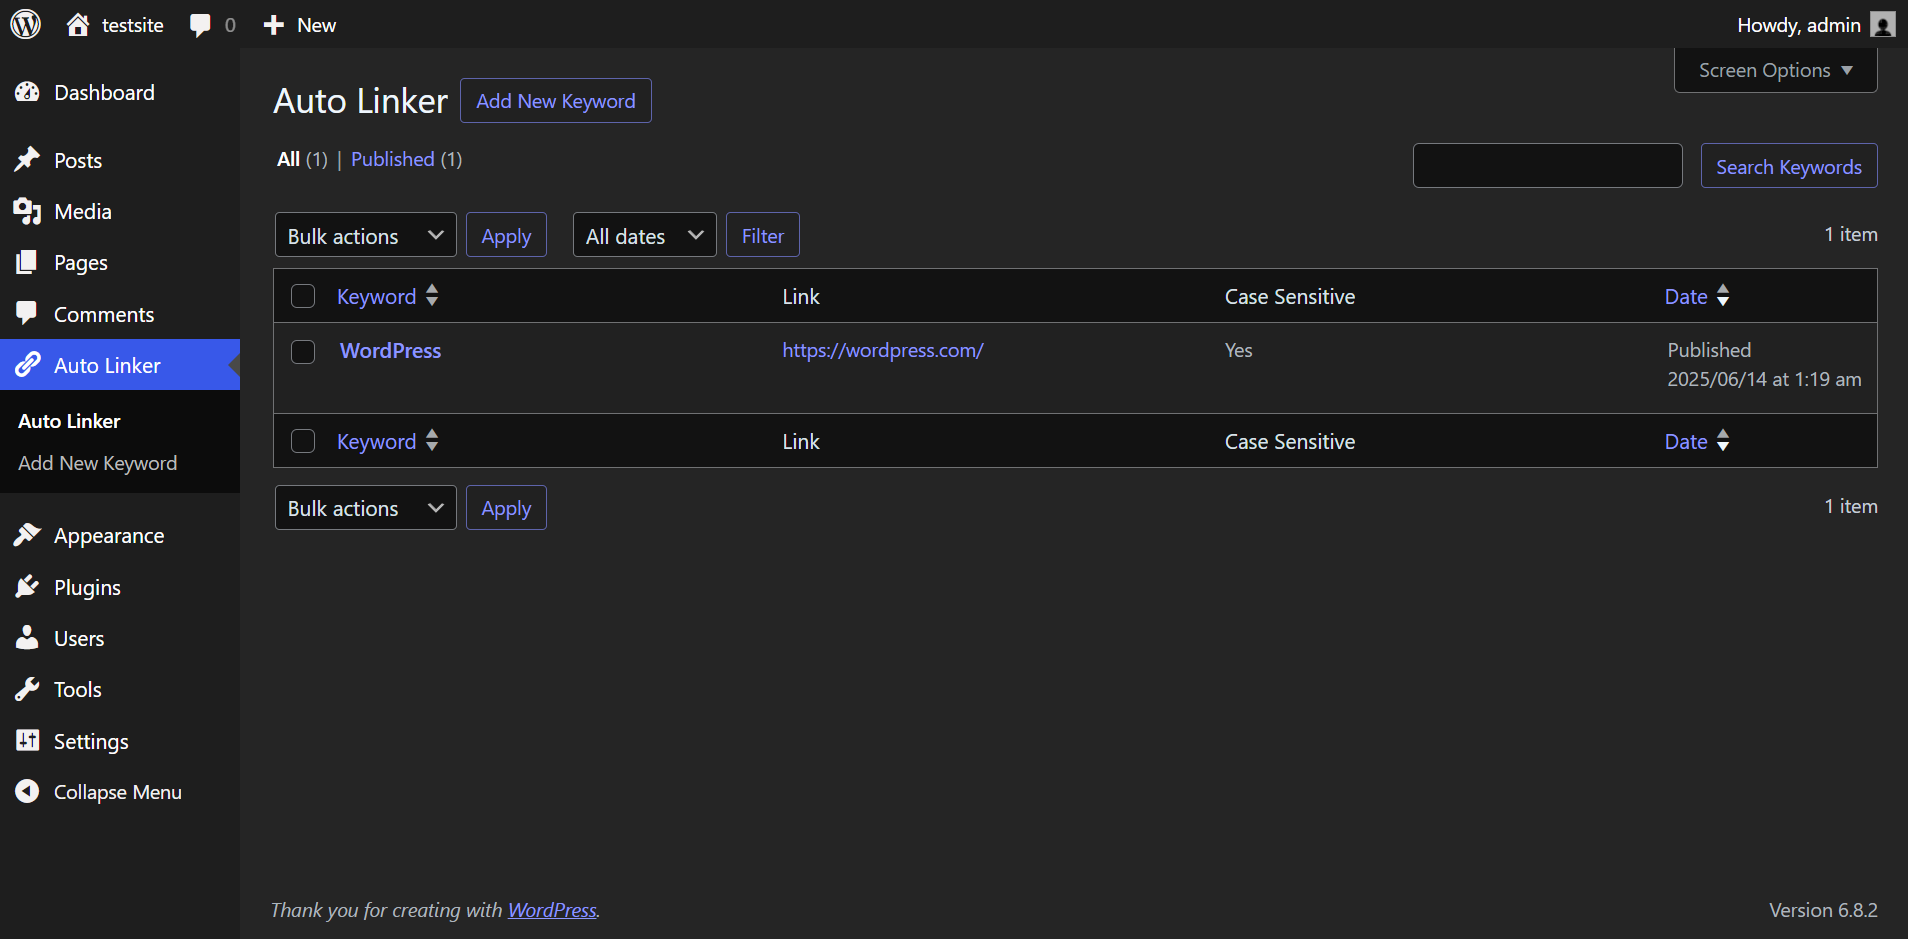 testsite 0 New Howdy, admin
Screen Options
Dashboard
Posts
Media
Pages
Comments
Auto Linker
Auto Linker
Add New Keyword
Appearance
Plugins
Users
Tools
Settings
Collapse Menu
Auto Linker Add New Keyword
All (1) | Published (1)
Search Keywords
Bulk actions Apply All dates Filter 1 item
Keyword Link Case Sensitive Date
WordPress https://wordpress.com/ Yes Published
2025/06/14 at 1:19 am
Keyword Link Case Sensitive Date
Bulk actions Apply 1 item
Thank you for creating with WordPress. Version 6.8.2